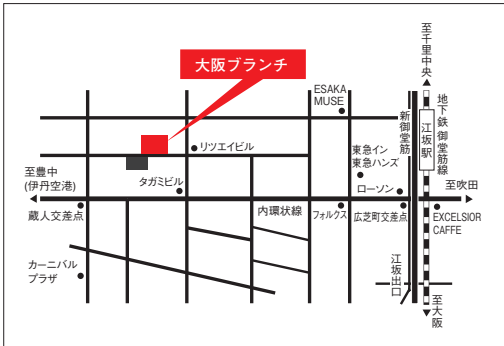 至千里中央
大阪ブランチ
ESAKA
MUSE
新御堂筋
江坂駅
地下鉄御堂筋線
リツエイビル
東急イン
東急ハンズ
至豊中
(伊丹空港)
タガミビル
ローソン
至吹田
蔵人交差点
内環状線
フォルクス
広芝町交差点
EXCELSIOR
CAFFE
カーニバル
プラザ
江坂出口
至大阪